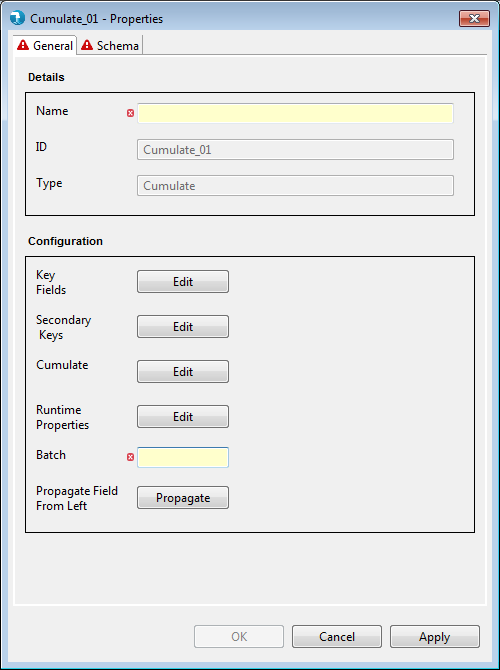 Cumulate_01 - Properties
General Schema
Details
Name
ID Cumulate_01
Type Cumulate
Configuration
Key
Fields
Edit
Secondary
Keys
Edit
Cumulate Edit
Runtime
Properties
Edit
Batch
Propagate Field
From Left
Propagate
OK Cancel Apply